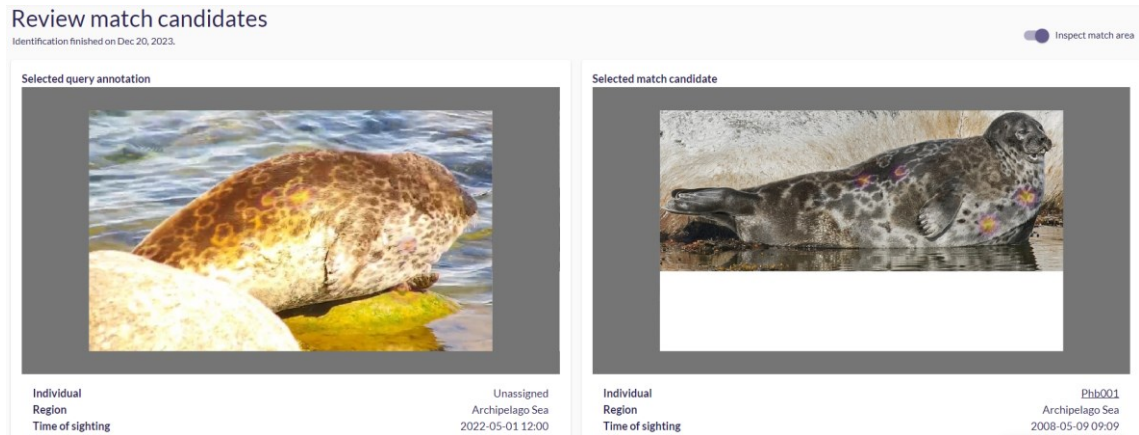 Review match candidates
Identification finished on Dec 20, 2023.
Inspect match area
Selected query annotation
Individual Unassigned
Region Archipelago Sea
Time of sighting 2022-05-01 12:00
Selected match candidate
Individual Phb001
Region Archipelago Sea
Time of sighting 2008-05-09 09:09